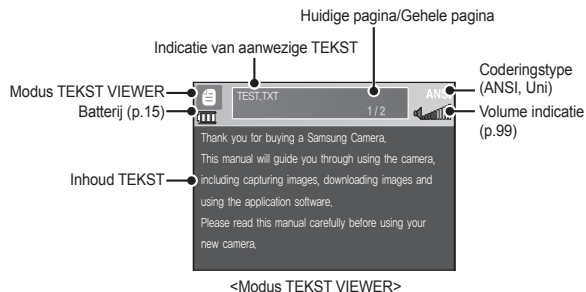 Huidige pagina/Gehele pagina
Indicatie van aanwezige TEKST
Coderingstype
(ANSI, Uni)
Modus TEKST VIEWER
TEST.TXT
ANSI
Batterij (p.15)
1 / 2
Volume indicatie
(p.99)
Thank you for buying a Samsung Camera.
This manual will guide you through using the camera,
Inhoud TEKST
including capturing images, downloading images and
using the application software.
Please read this manual carefully before using your
new camera.
<Modus TEKST VIEWER>